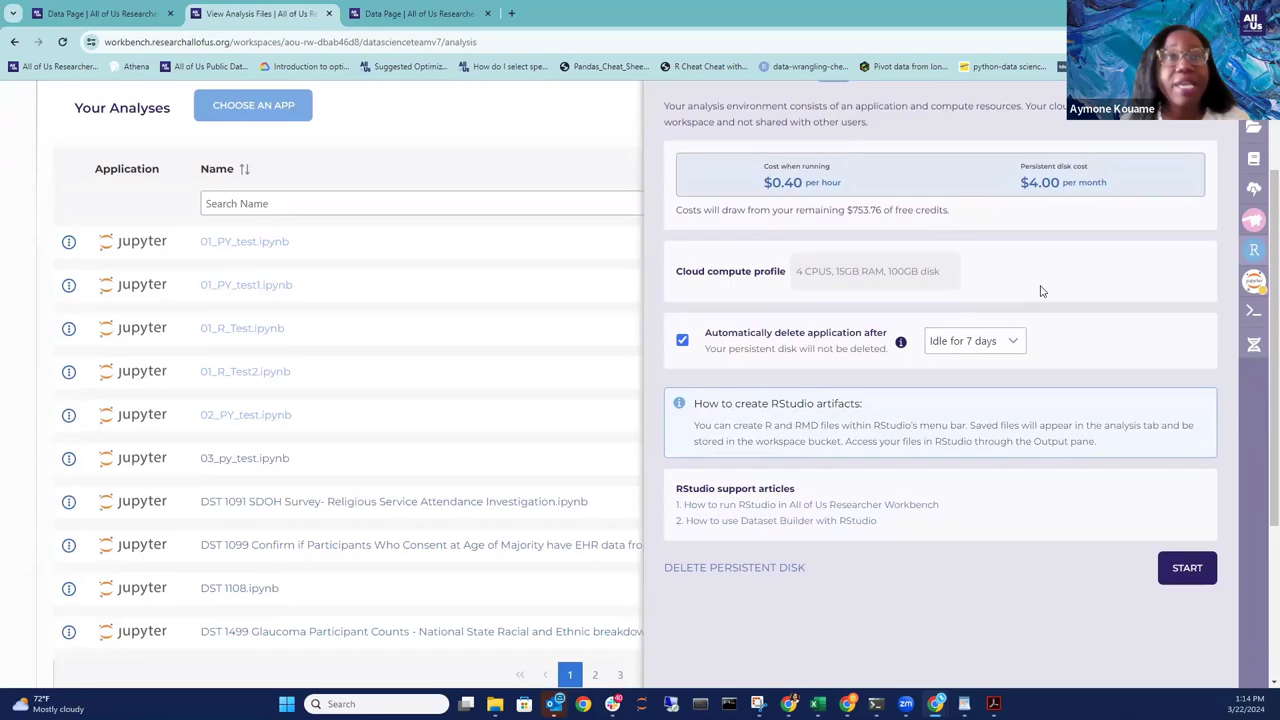 Data Page | All of Us Researche
View Analysis Files | All of Us R
Data Page | All of Us Researche
workbench.researchallofus.org/workspaces/aou-rw-dbab46d8/datascienceteamv7/analysis
All of Us Researcher...
Athena
All of Us Public Dat...
Introduction to opti...
Suggested Optimiz...
How do I select spe...
Pandas_Cheat_Shee...
R Cheat Cheat with...
data-wrangling-che...
Pivot data from lon...
python-data scienc...
All of Us
Aymone Kouame
Your Analyses
CHOOSE AN APP
Application
Name
Search Name
jupyter
01_PY_test.ipynb
jupyter
01_PY_test1.ipynb
jupyter
01_R_Test.ipynb
jupyter
01_R_Test2.ipynb
jupyter
02_PY_test.ipynb
jupyter
03_py_test.ipynb
jupyter
DST 1091 SDOH Survey- Religious Service Attendance Investigation.ipynb
jupyter
DST 1099 Confirm if Participants Who Consent at Age of Majority have EHR data fro
jupyter
DST 1108.ipynb
jupyter
DST 1499 Glaucoma Participant Counts - National State Racial and Ethnic breakdow
« ‹ 1 2 3
Your analysis environment consists of an application and compute resources. Your clou
workspace and not shared with other users.
Cost when running
$0.40 per hour
Persistent disk cost
$4.00 per month
Costs will draw from your remaining $753.76 of free credits.
Cloud compute profile
4 CPUS, 15GB RAM, 100GB disk
Automatically delete application after
Your persistent disk will not be deleted.
Idle for 7 days
How to create RStudio artifacts:
You can create R and RMD files within RStudio's menu bar. Saved files will appear in the analysis tab and be
stored in the workspace bucket. Access your files in RStudio through the Output pane.
RStudio support articles
1. How to run RStudio in All of Us Researcher Workbench
2. How to use Dataset Builder with RStudio
DELETE PERSISTENT DISK
START
R
jupyter
72°F
Mostly cloudy
Search
1:14 PM
3/22/2024